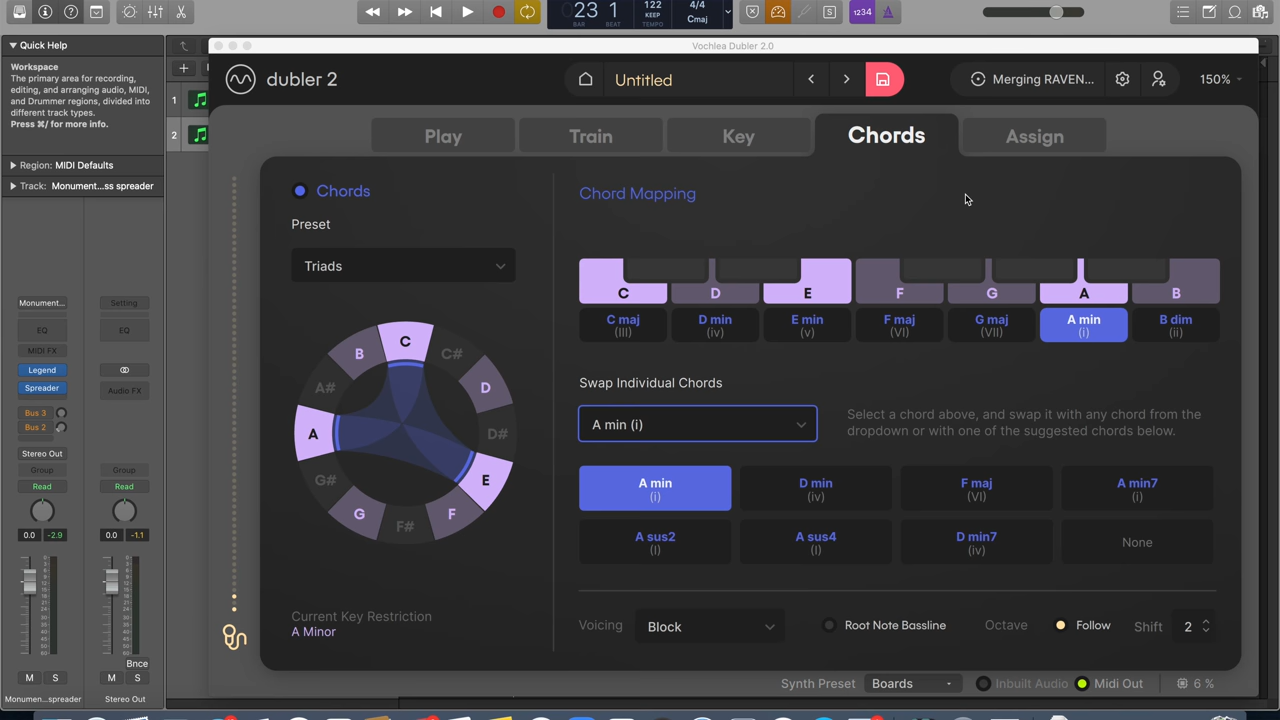 23 1
BAR BEAT
122
KEEP
TEMPO
4/4
Cmaj
S
1234
Quick Help
Workspace
The primary area for recording,
editing, and arranging audio, MIDI,
and Drummer regions, divided into
different track types.
Press ⌘/ for more info.
Region: MIDI Defaults
Track: Monument...ss spreader
1
2
Monument...
Setting
EQ
EQ
MIDI FX
Legend
Spreader
Audio FX
Bus 3
Bus 2
Stereo Out
Group
Group
Read
Read
0.0
-2.9
0.0
-1.1
Bnce
M
S
M
S
Monumen...spreader
Stereo Out
Vochlea Dubler 2.0
dubler 2
Untitled
Merging RAVEN...
150%
Play
Train
Key
Chords
Assign
Chords
Preset
Triads
C
C#
D
D#
E
F
F#
G
G#
A
A#
B
Current Key Restriction
A Minor
Chord Mapping
C
D
E
F
G
A
B
C maj
(III)
D min
(iv)
E min
(v)
F maj
(VI)
G maj
(VII)
A min
(i)
B dim
(ii)
Swap Individual Chords
A min (i)
Select a chord above, and swap it with any chord from the
dropdown or with one of the suggested chords below.
A min
(i)
D min
(iv)
F maj
(VI)
A min7
(i)
A sus2
(I)
A sus4
(I)
D min7
(iv)
None
Voicing
Block
Root Note Bassline
Octave
Follow
Shift
2
Synth Preset
Boards
Inbuilt Audio
Midi Out
6 %